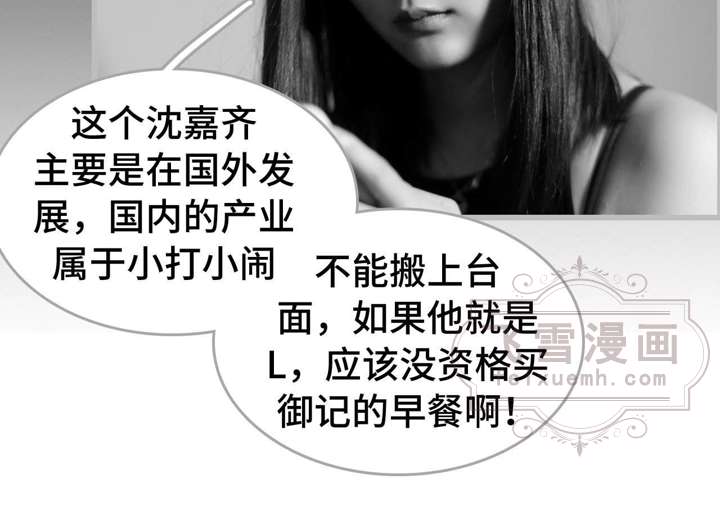 这个沈嘉齐
主要是在国外发
展，国内的产业
属于小打小闹
不能搬上台
面，如果他就是
L，应该没资格买
御记的早餐啊！
飞雪漫画
feixuemh.com